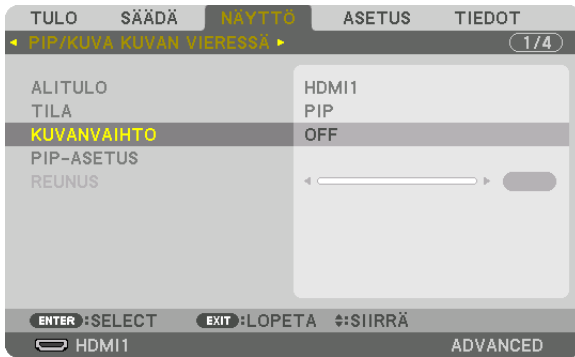 TULO SÄÄDÄ NÄYTTÖ ASETUS TIEDOT
PIP/KUVA KUVAN VIERESSÄ 1/4
ALITULO HDMI1
TILA PIP
KUVANVAIHTO OFF
PIP-ASETUS
REUNUS
ENTER :SELECT EXIT :LOPETA :SIIRRÄ
HDMI1 ADVANCED